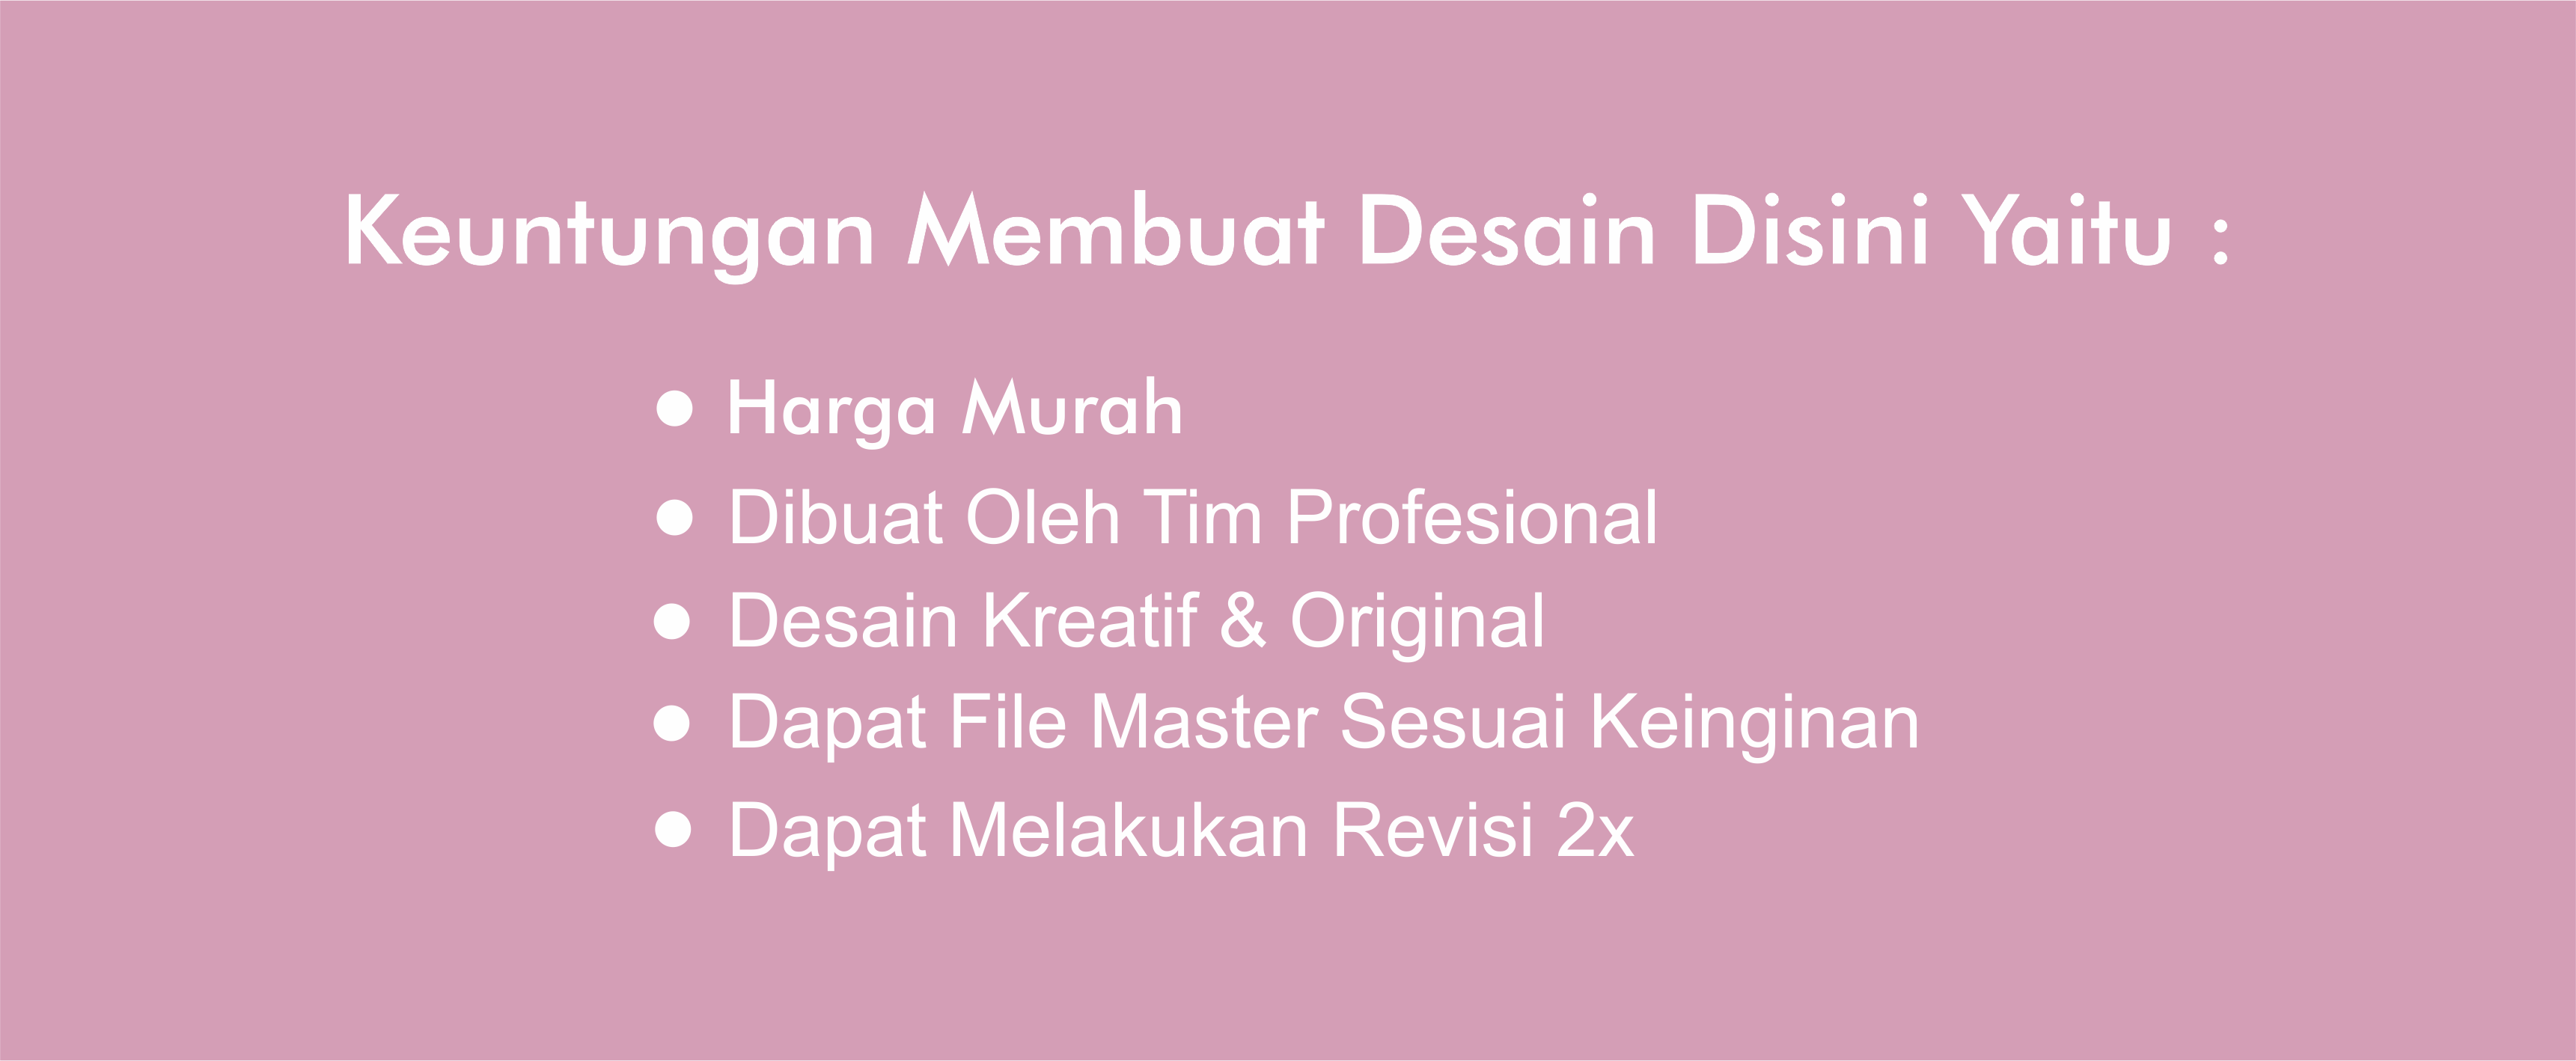 Keuntungan Membuat Desain Disini Yaitu :
● Harga Murah
● Dibuat Oleh Tim Profesional
● Desain Kreatif & Original
● Dapat File Master Sesuai Keinginan
● Dapat Melakukan Revisi 2x